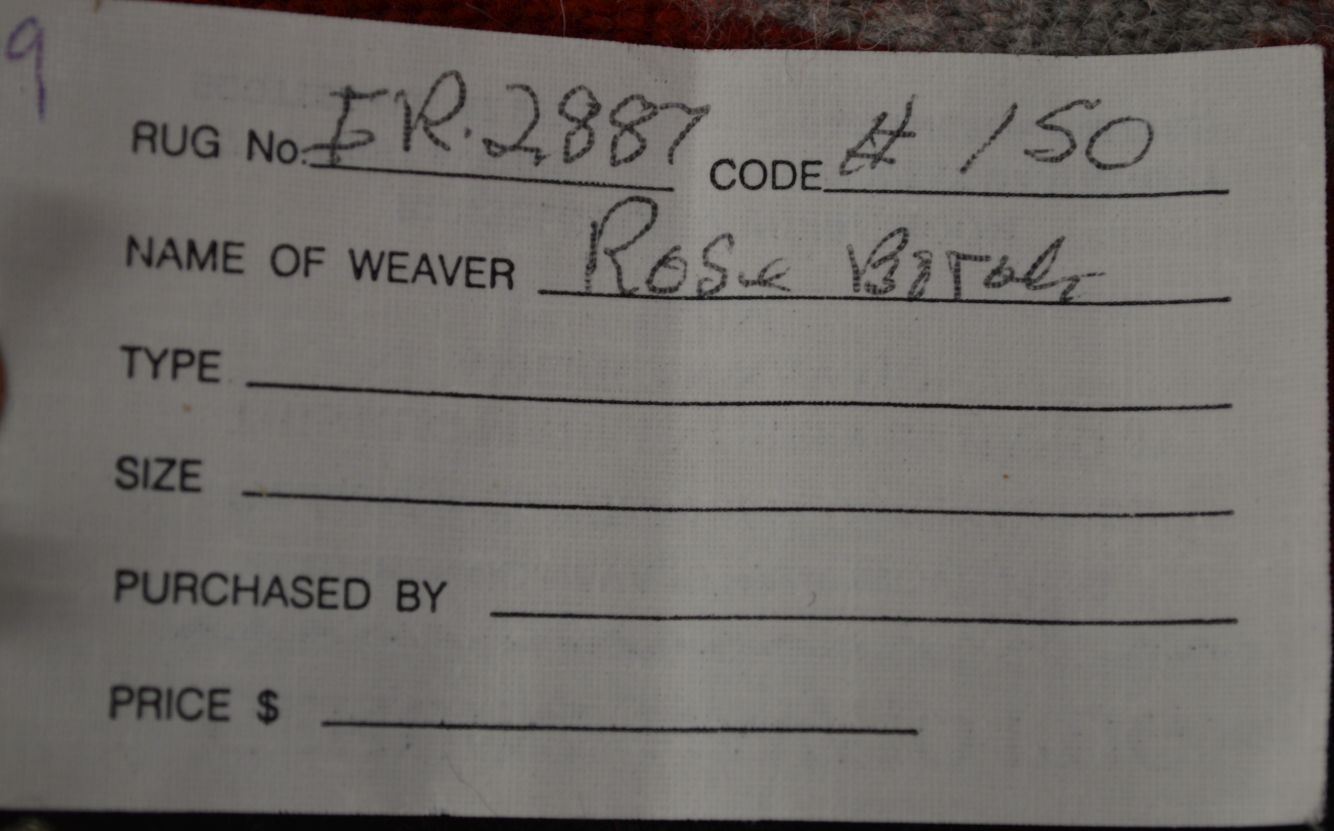 9
RUG No. ER.2887 CODE # 150
NAME OF WEAVER Rose
TYPE
SIZE
PURCHASED BY
PRICE $